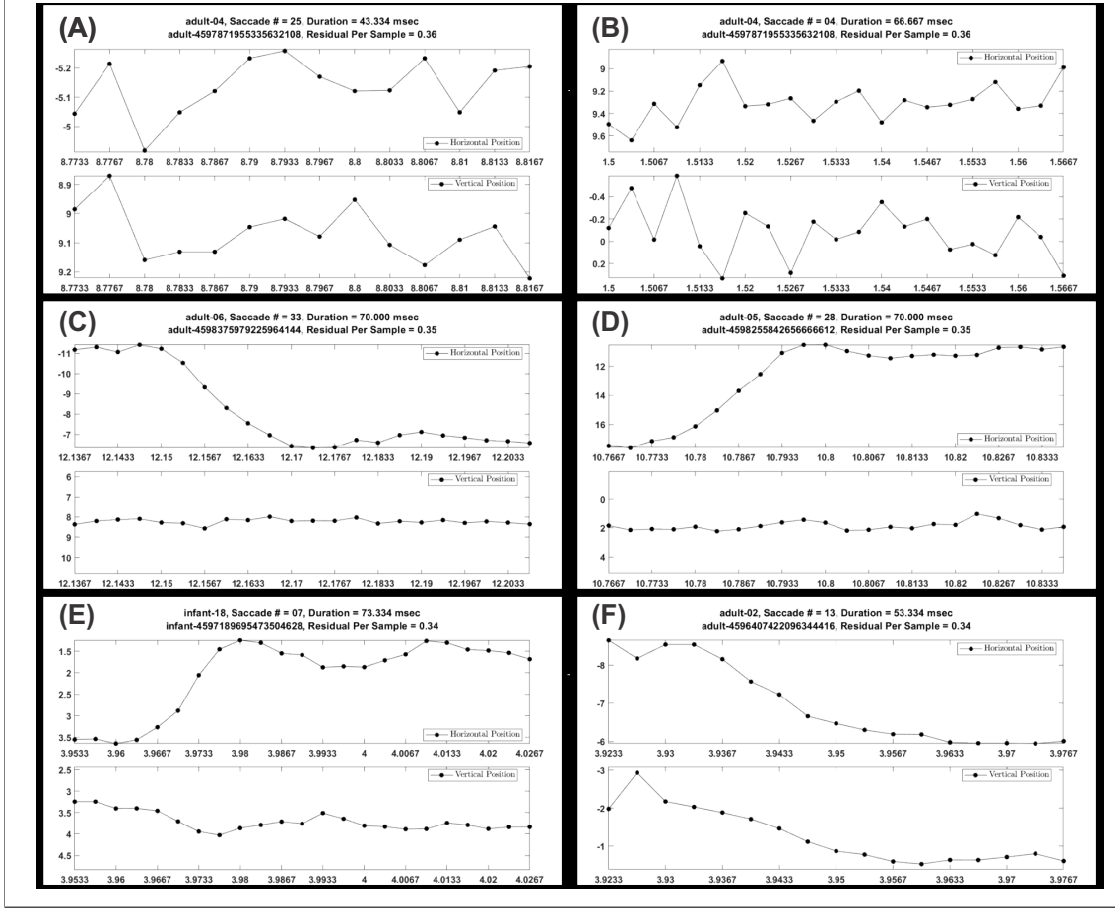 (A)
adult-04, Saccade # = 25, Duration = 43.334 msec
adult-4597871955335632108, Residual Per Sample = 0.36
-5.2
-5.1
-5
Horizontal Position
8.7733 8.7767 8.78 8.7833 8.7867 8.79 8.7933 8.7967 8.8 8.8033 8.8067 8.81 8.8133 8.8167
8.9
9
9.1
9.2
Vertical Position
8.7733 8.7767 8.78 8.7833 8.7867 8.79 8.7933 8.7967 8.8 8.8033 8.8067 8.81 8.8133 8.8167
(B)
adult-04, Saccade # = 04, Duration = 66.667 msec
adult-4597871955335632108, Residual Per Sample = 0.36
Horizontal Position
9
9.2
9.4
9.6
1.5 1.5067 1.5133 1.52 1.5267 1.5333 1.54 1.5467 1.5533 1.56 1.5667
Vertical Position
-0.4
-0.2
0
0.2
1.5 1.5067 1.5133 1.52 1.5267 1.5333 1.54 1.5467 1.5533 1.56 1.5667
(C)
adult-06, Saccade # = 33, Duration = 70.000 msec
adult-4598375979225964144, Residual Per Sample = 0.35
Horizontal Position
-11
-10
-9
-8
-7
12.1367 12.1433 12.15 12.1567 12.1633 12.17 12.1767 12.1833 12.19 12.1967 12.2033
Vertical Position
6
7
8
9
10
12.1367 12.1433 12.15 12.1567 12.1633 12.17 12.1767 12.1833 12.19 12.1967 12.2033
(D)
adult-05, Saccade # = 28, Duration = 70.000 msec
adult-4598255842656666612, Residual Per Sample = 0.35
12
14
16
Horizontal Position
10.7667 10.7733 10.78 10.7867 10.7933 10.8 10.8067 10.8133 10.82 10.8267 10.8333
Vertical Position
0
2
4
10.7667 10.7733 10.78 10.7867 10.7933 10.8 10.8067 10.8133 10.82 10.8267 10.8333
(E)
infant-18, Saccade # = 07, Duration = 73.334 msec
infant-4597189695473504628, Residual Per Sample = 0.34
1.5
2
2.5
3
3.5
Horizontal Position
3.9533 3.96 3.9667 3.9733 3.98 3.9867 3.9933 4 4.0067 4.0133 4.02 4.0267
2.5
Vertical Position
3
3.5
4
4.5
3.9533 3.96 3.9667 3.9733 3.98 3.9867 3.9933 4 4.0067 4.0133 4.02 4.0267
(F)
adult-02, Saccade # = 13, Duration = 53.334 msec
adult-4596407422096344416, Residual Per Sample = 0.34
Horizontal Position
-8
-7
-6
3.9233 3.93 3.9367 3.9433 3.95 3.9567 3.9633 3.97 3.9767
-3
Vertical Position
-2
-1
3.9233 3.93 3.9367 3.9433 3.95 3.9567 3.9633 3.97 3.9767